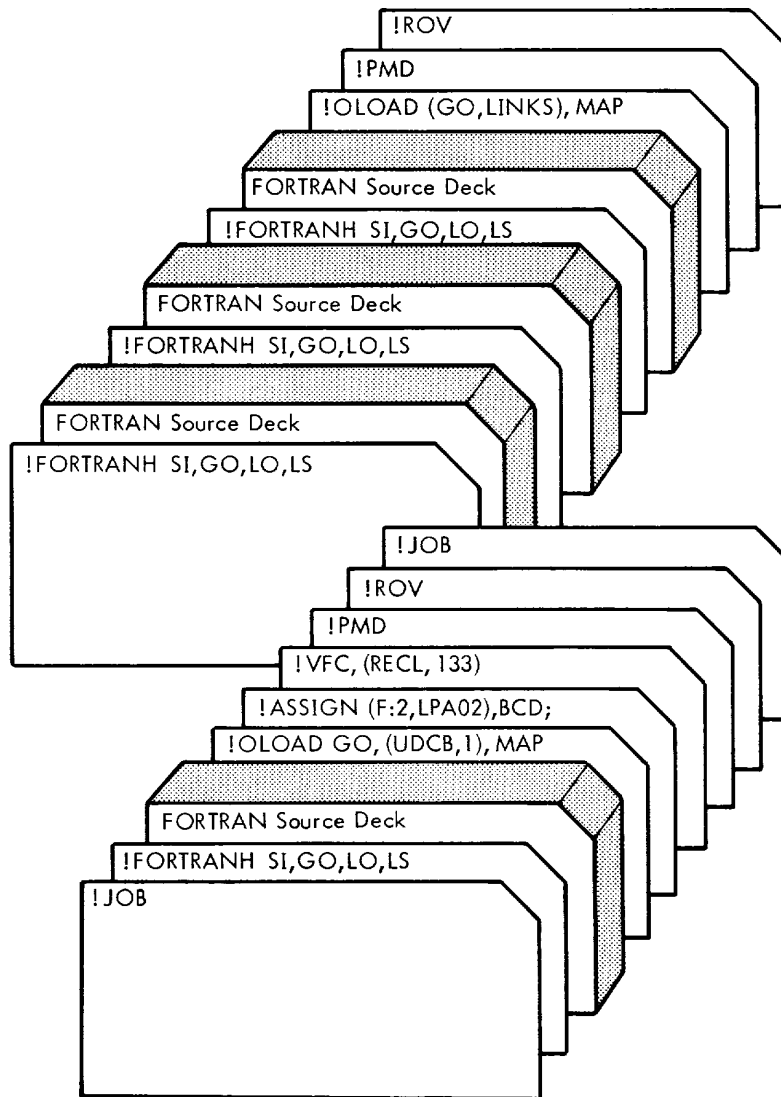 !ROV
!PMD
!OLOAD (GO,LINKS), MAP
FORTRAN Source Deck
!FORTRANH SI,GO,LO,LS
FORTRAN Source Deck
!FORTRANH SI,GO,LO,LS
FORTRAN Source Deck
!FORTRANH SI,GO,LO,LS
!JOB
!ROV
!PMD
!VFC, (RECL, 133)
!ASSIGN (F:2,LPA02),BCD;
!OLOAD GO, (UDCB,1), MAP
FORTRAN Source Deck
!FORTRANH SI,GO,LO,LS
!JOB